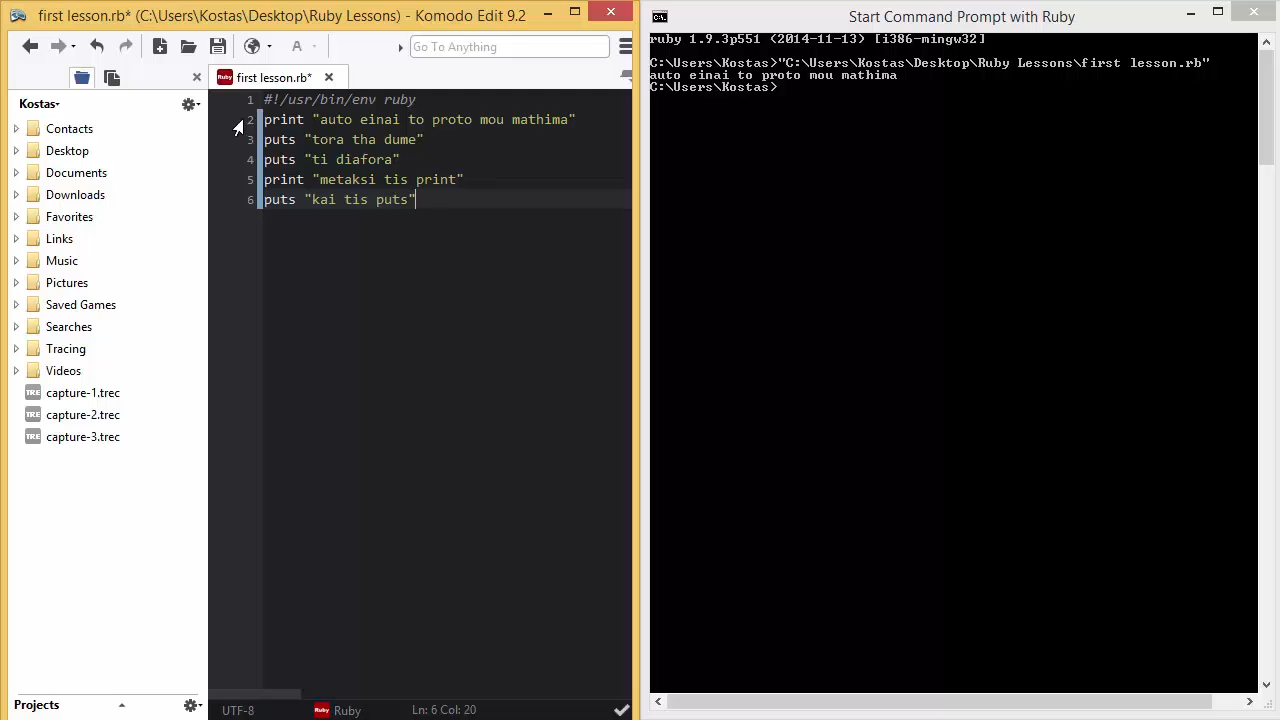 first lesson.rb* (C:\Users\Kostas\Desktop\Ruby Lessons) - Komodo Edit 9.2
A
Go To Anything
Ruby first lesson.rb*
Kostas
Contacts
Desktop
Documents
Downloads
Favorites
Links
Music
Pictures
Saved Games
Searches
Tracing
Videos
TRE capture-1.trec
TRE capture-2.trec
TRE capture-3.trec
Projects
1 #!/usr/bin/env ruby
2 print "auto einai to proto mou mathima"
3 puts "tora tha dume"
4 puts "ti diafora"
5 print "metaksi tis print"
6 puts "kai tis puts"
UTF-8 Ruby Ruby Ln: 6 Col: 20
C:\. Start Command Prompt with Ruby
ruby 1.9.3p551 (2014-11-13) [i386-mingw32]
C:\Users\Kostas>"C:\Users\Kostas\Desktop\Ruby Lessons\first lesson.rb"
auto einai to proto mou mathima
C:\Users\Kostas>